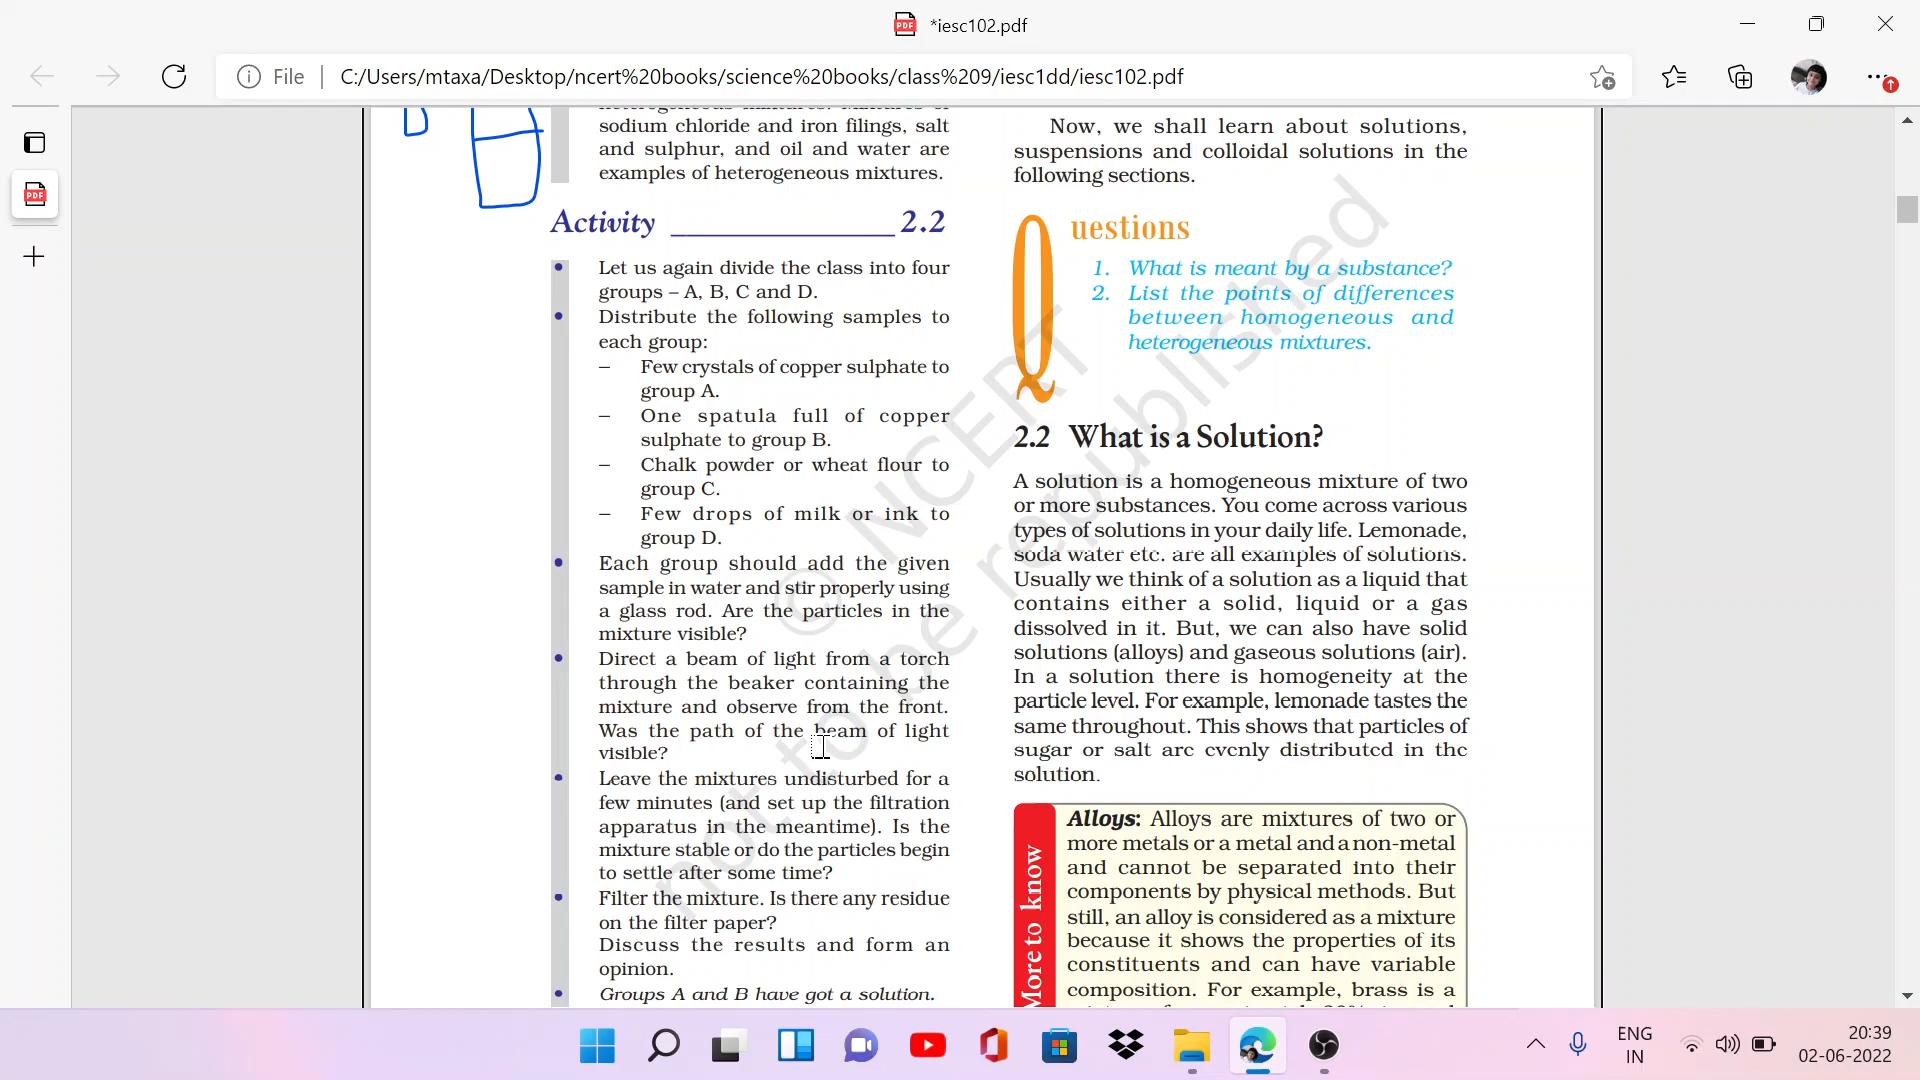 *iesc102.pdf
File
C:/Users/mtaxa/Desktop/ncert%20books/science%20books/class%209/iesc1dd/iesc102.pdf
heterogeneous mixtures. Mixtures of
sodium chloride and iron filings, salt
and sulphur, and oil and water are
examples of heterogeneous mixtures.
Activity 2.2
• Let us again divide the class into four
groups – A, B, C and D.
• Distribute the following samples to
each group:
– Few crystals of copper sulphate to
group A.
– One spatula full of copper
sulphate to group B.
– Chalk powder or wheat flour to
group C.
– Few drops of milk or ink to
group D.
• Each group should add the given
sample in water and stir properly using
a glass rod. Are the particles in the
mixture visible?
• Direct a beam of light from a torch
through the beaker containing the
mixture and observe from the front.
Was the path of the beam of light
visible?
• Leave the mixtures undisturbed for a
few minutes (and set up the filtration
apparatus in the meantime). Is the
mixture stable or do the particles begin
to settle after some time?
• Filter the mixture. Is there any residue
on the filter paper?
Discuss the results and form an
opinion.
• Groups A and B have got a solution.
Now, we shall learn about solutions,
suspensions and colloidal solutions in the
following sections.
Questions
1. What is meant by a substance?
2. List the points of differences
between homogeneous and
heterogeneous mixtures.
2.2 What is a Solution?
A solution is a homogeneous mixture of two
or more substances. You come across various
types of solutions in your daily life. Lemonade,
soda water etc. are all examples of solutions.
Usually we think of a solution as a liquid that
contains either a solid, liquid or a gas
dissolved in it. But, we can also have solid
solutions (alloys) and gaseous solutions (air).
In a solution there is homogeneity at the
particle level. For example, lemonade tastes the
same throughout. This shows that particles of
sugar or salt are evenly distributed in the
solution.
More to know
Alloys: Alloys are mixtures of two or
more metals or a metal and a non-metal
and cannot be separated into their
components by physical methods. But
still, an alloy is considered as a mixture
because it shows the properties of its
constituents and can have variable
composition. For example, brass is a
© NCERT
not to be republished
ENG
IN
20:39
02-06-2022